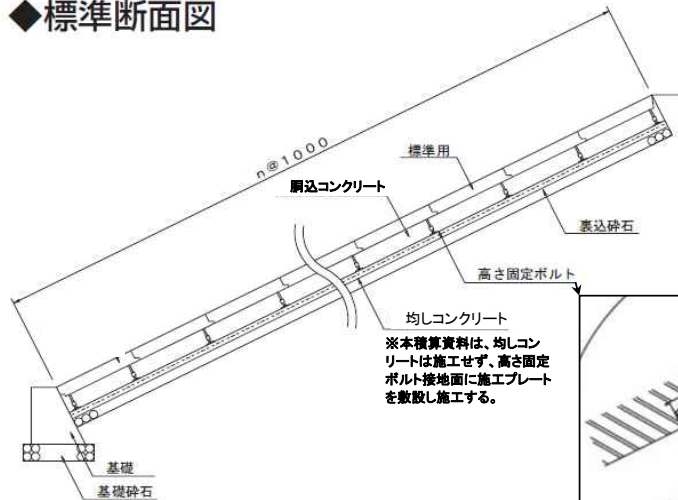 ◆標準断面図
n@1000
標準用
胴込コンクリート
裏込砕石
高さ固定ボルト
均しコンクリート
※本積算資料は、均しコン
リートは施工せず、高さ固定
ボルト接地面に施工プレート
を敷設し施工する。
基礎
基礎砕石